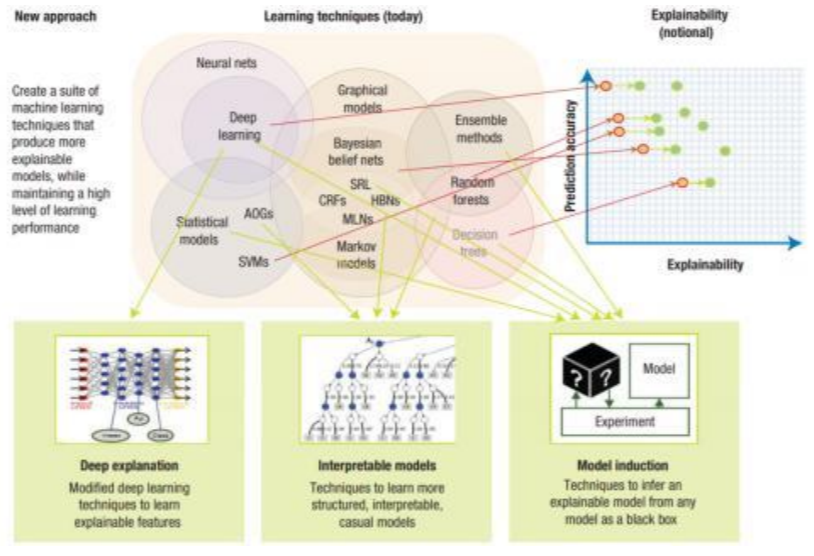 New approach
Learning techniques (today)
Explainability
(notional)
Create a suite of
machine learning
techniques that
produce more
explainable
models, while
maintaining a high
level of learning
performance
Neural nets
Deep
learning
Graphical
models
Bayesian
belief nets
SRL
CRFs
HBNs
MLNs
Markov
models
Ensemble
methods
Random
forests
Decision
trees
Statistical
models
AOGs
SVMs
Prediction accuracy
Explainability
Deep explanation
Modified deep learning
techniques to learn
explainable features
Interpretable models
Techniques to learn more
structured, interpretable,
casual models
?
?
Model
Experiment
Model induction
Techniques to infer an
explainable model from any
model as a black box